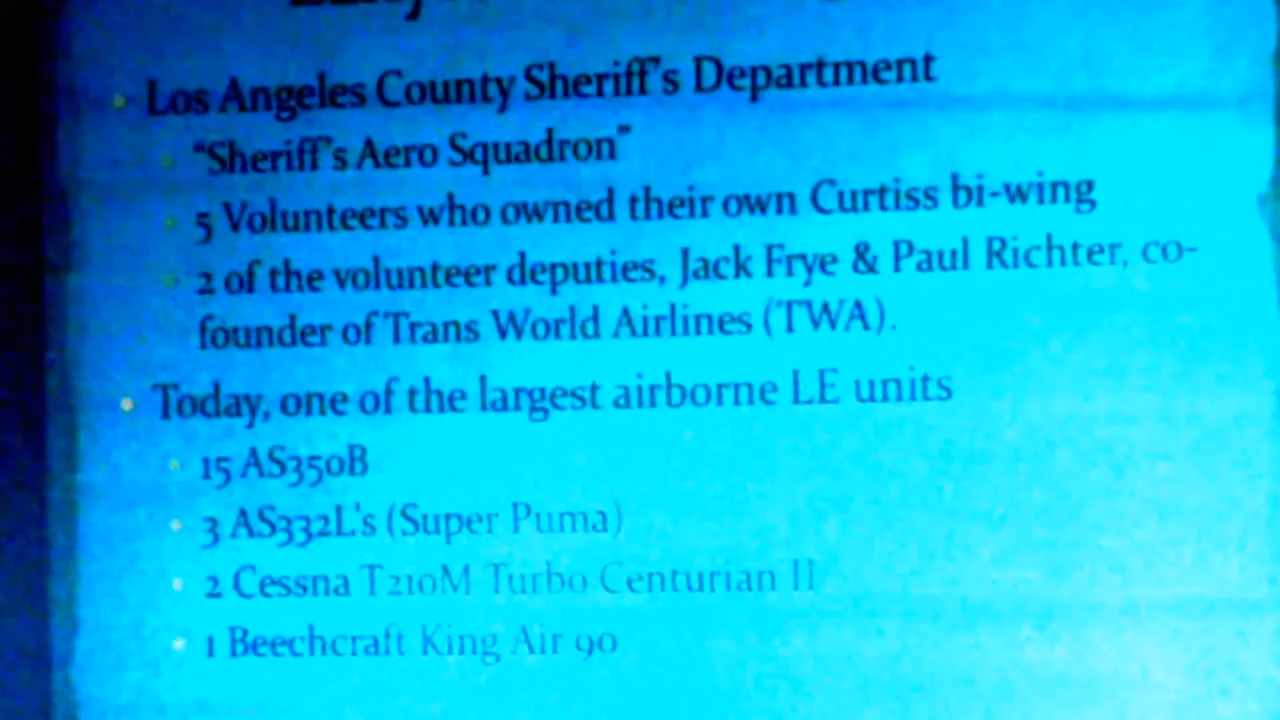 Los Angeles County Sheriff's Department
"Sheriff's Aero Squadron"
5 Volunteers who owned their own Curtiss bi-wing
2 of the volunteer deputies, Jack Frye & Paul Richter, co-
founder of Trans World Airlines (TWA).
Today, one of the largest airborne LE units
15 AS350B
3 AS332L's (Super Puma)
2 Cessna T210M Turbo Centurian II
1 Beechcraft King Air 90